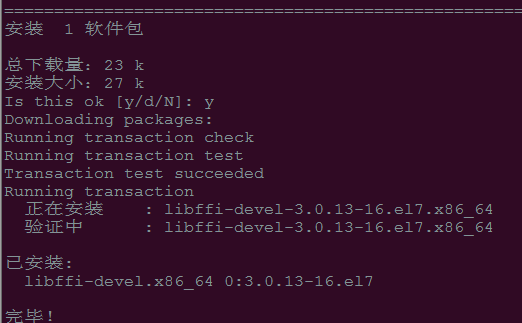 ================================================
安装  1 软件包
总下载量：23 k
安装大小：27 k
Is this ok [y/d/N]: y
Downloading packages:
Running transaction check
Running transaction test
Transaction test succeeded
Running transaction
  正在安装    : libffi-devel-3.0.13-16.el7.x86_64
  验证中      : libffi-devel-3.0.13-16.el7.x86_64
已安装:
  libffi-devel.x86_64 0:3.0.13-16.el7
完毕！